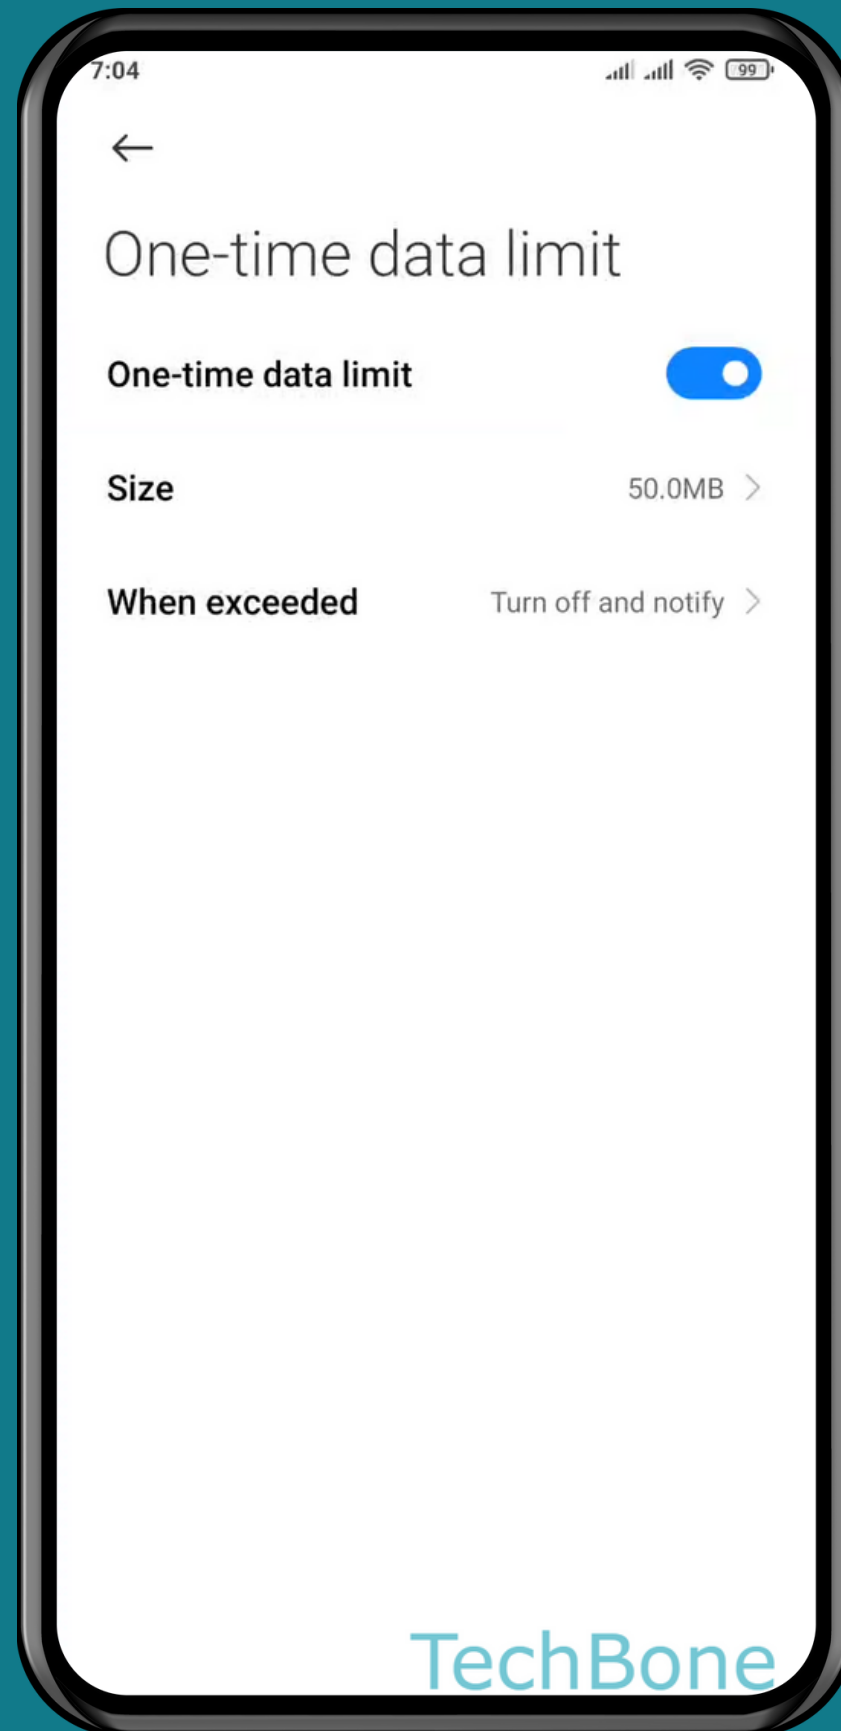 7:04
99
One-time data limit
One-time data limit
Size 50.0MB
When exceeded Turn off and notify
TechBone